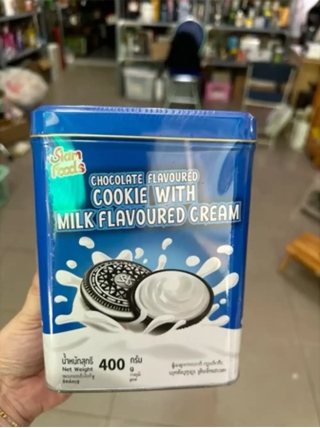 Siam
Foods
CHOCOLATE FLAVOURED
COOKIE WITH
MILK FLAVOURED CREAM
น้ำหนักสุทธิ 400 กรัม
Net Weight g